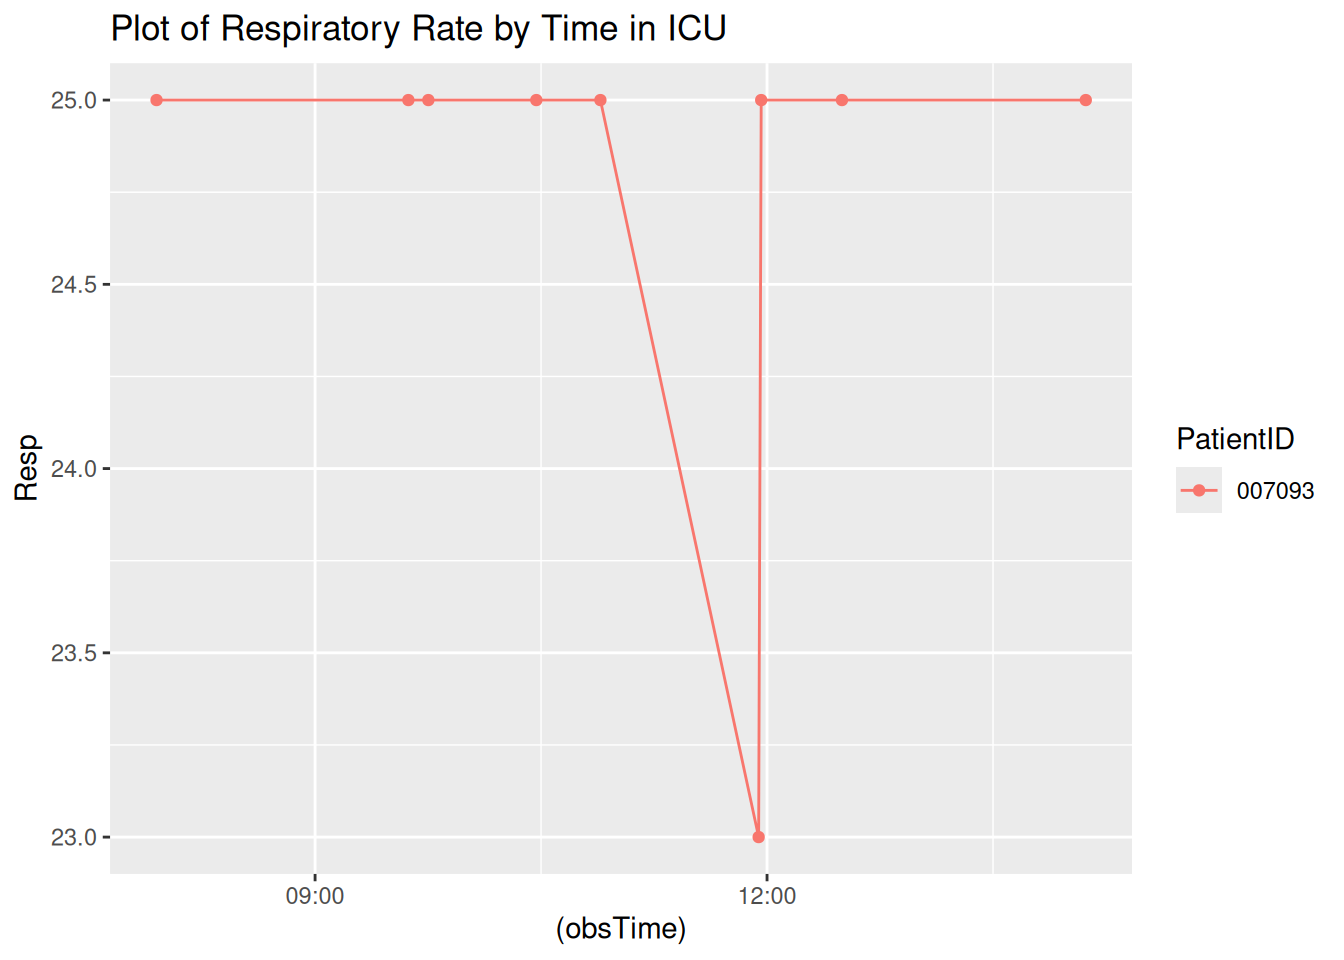 Plot of Respiratory Rate by Time in ICU
25.0
24.5
24.0
23.5
23.0
Resp
09:00 12:00
(obsTime)
PatientID
007093